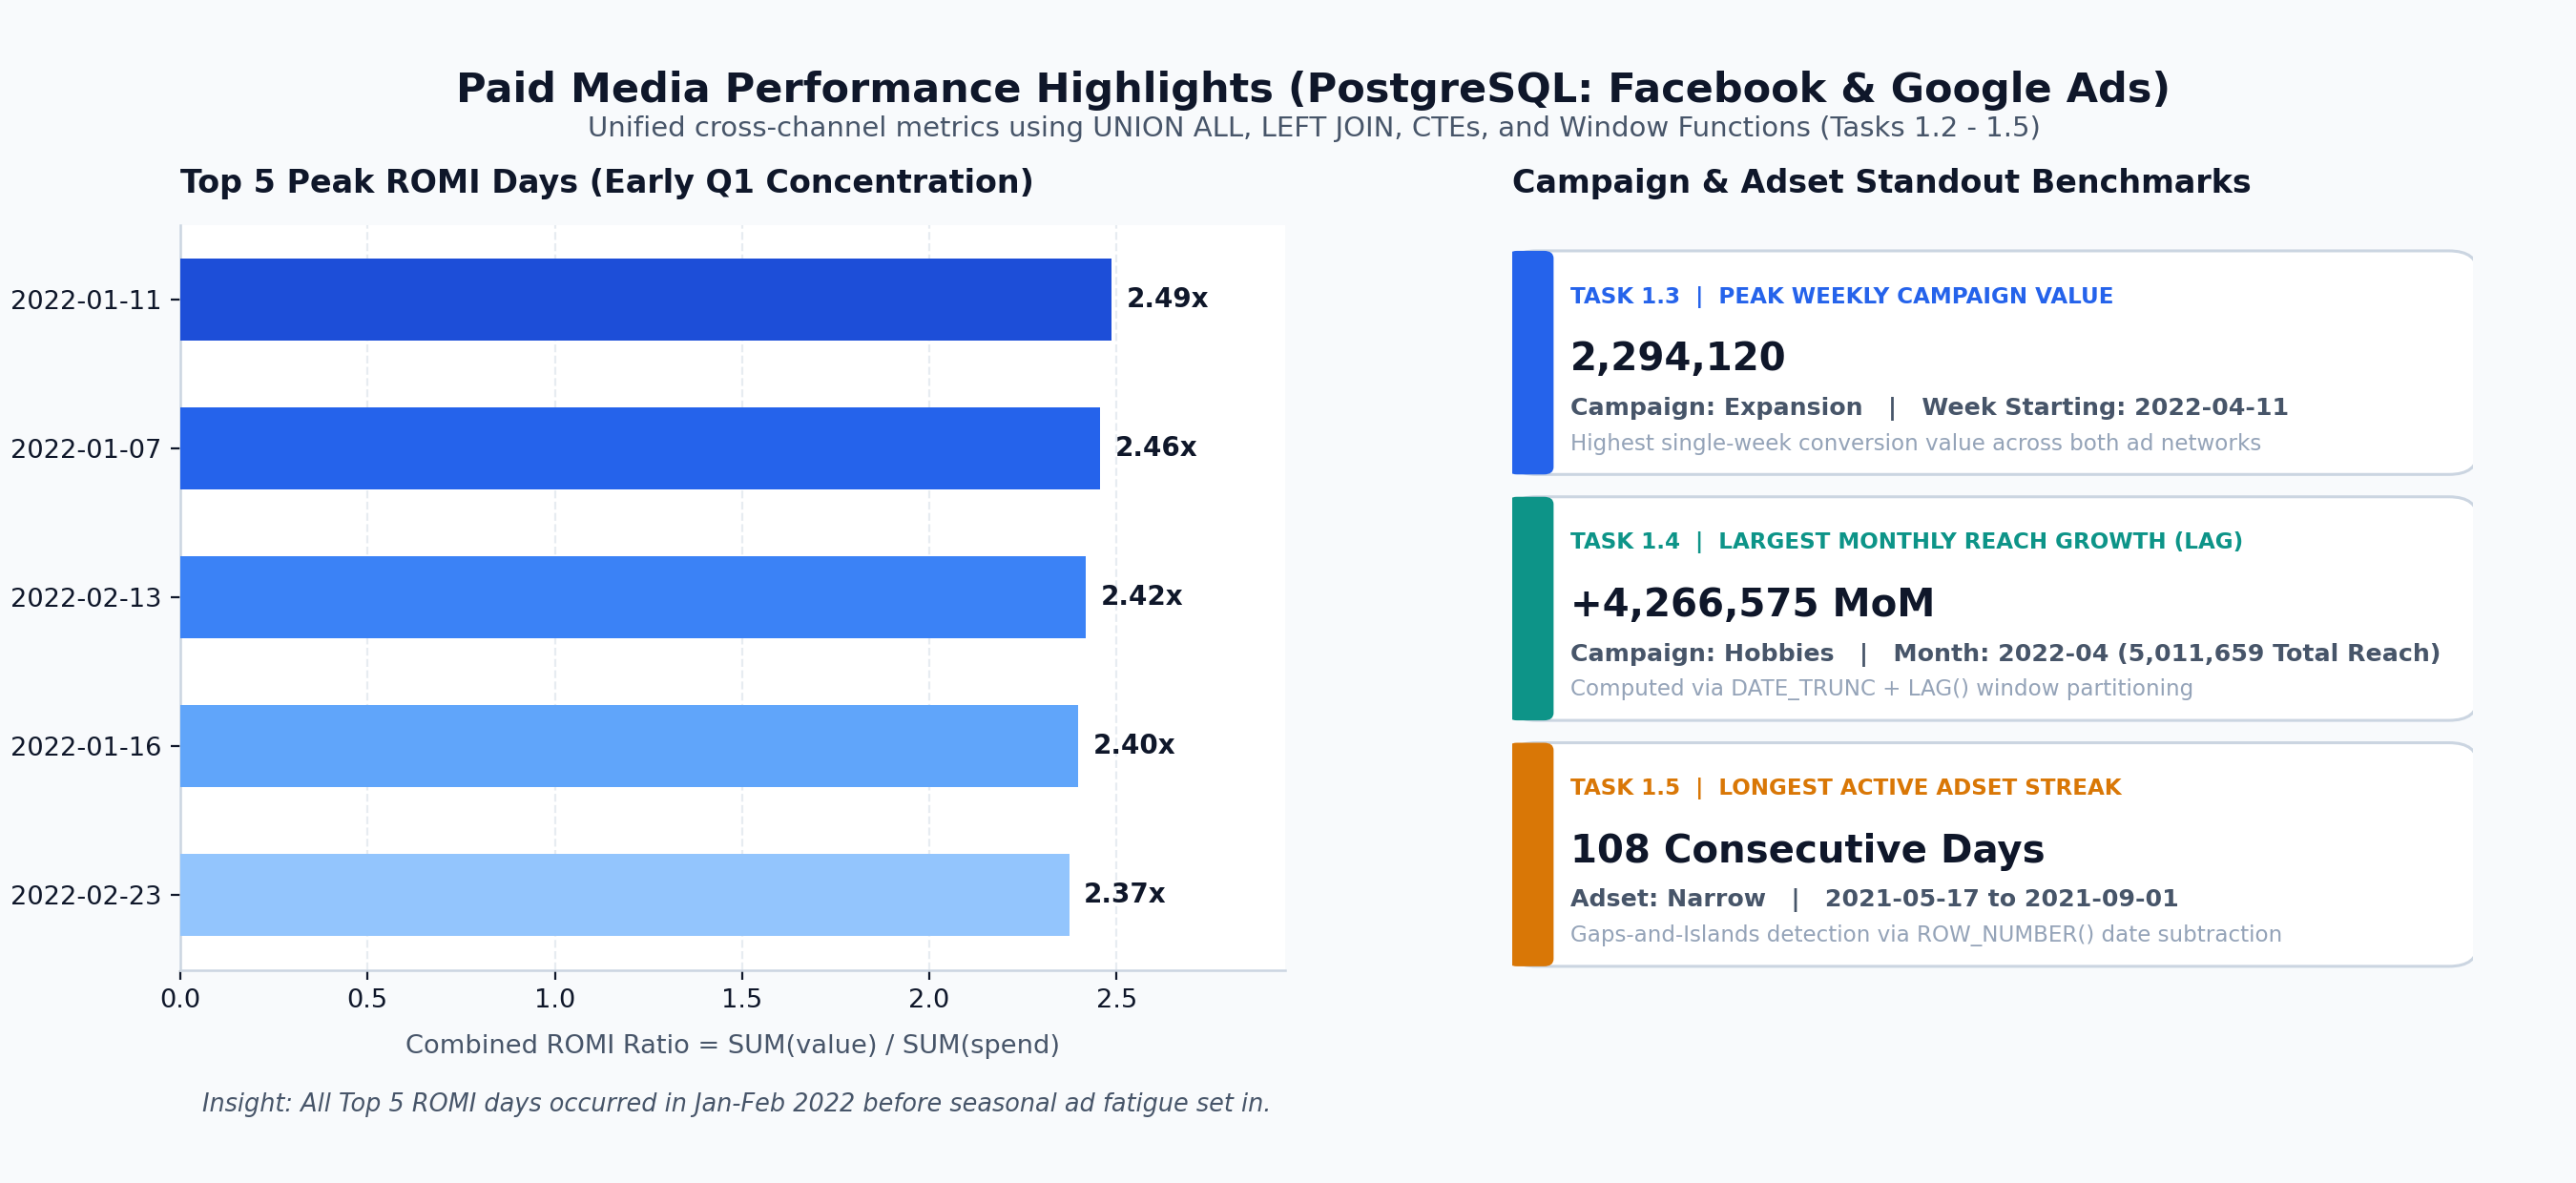 Paid Media Performance Highlights (PostgreSQL: Facebook & Google Ads)
Unified cross-channel metrics using UNION ALL, LEFT JOIN, CTEs, and Window Functions (Tasks 1.2 - 1.5)
Top 5 Peak ROMI Days (Early Q1 Concentration)
2022-01-11
2.49x
2022-01-07
2.46x
2022-02-13
2.42x
2022-01-16
2.40x
2022-02-23
2.37x
0.0 0.5 1.0 1.5 2.0 2.5
Combined ROMI Ratio = SUM(value) / SUM(spend)
Insight: All Top 5 ROMI days occurred in Jan-Feb 2022 before seasonal ad fatigue set in.
Campaign & Adset Standout Benchmarks
TASK 1.3 | PEAK WEEKLY CAMPAIGN VALUE
2,294,120
Campaign: Expansion | Week Starting: 2022-04-11
Highest single-week conversion value across both ad networks
TASK 1.4 | LARGEST MONTHLY REACH GROWTH (LAG)
+4,266,575 MoM
Campaign: Hobbies | Month: 2022-04 (5,011,659 Total Reach)
Computed via DATE_TRUNC + LAG() window partitioning
TASK 1.5 | LONGEST ACTIVE ADSET STREAK
108 Consecutive Days
Adset: Narrow | 2021-05-17 to 2021-09-01
Gaps-and-Islands detection via ROW_NUMBER() date subtraction